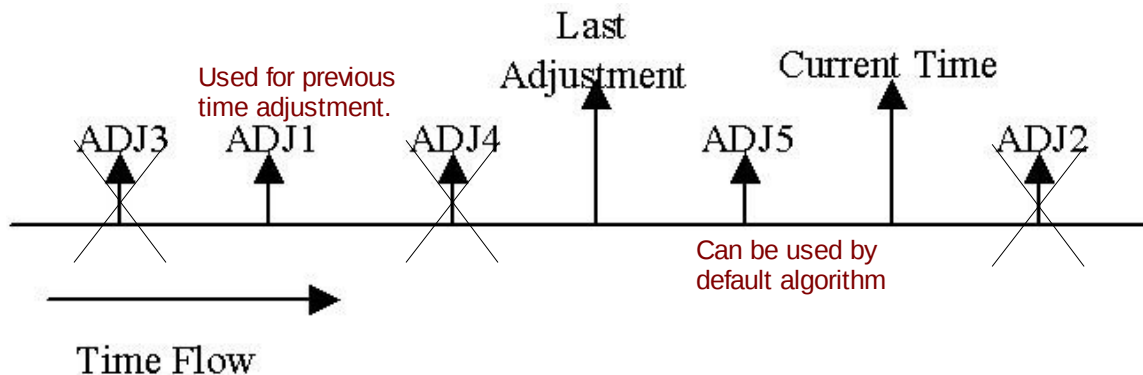 Last
Adjustment
Current Time
Used for previous
time adjustment.
ADJ3
ADJ1
ADJ4
ADJ5
ADJ2
Can be used by
default algorithm
Time Flow